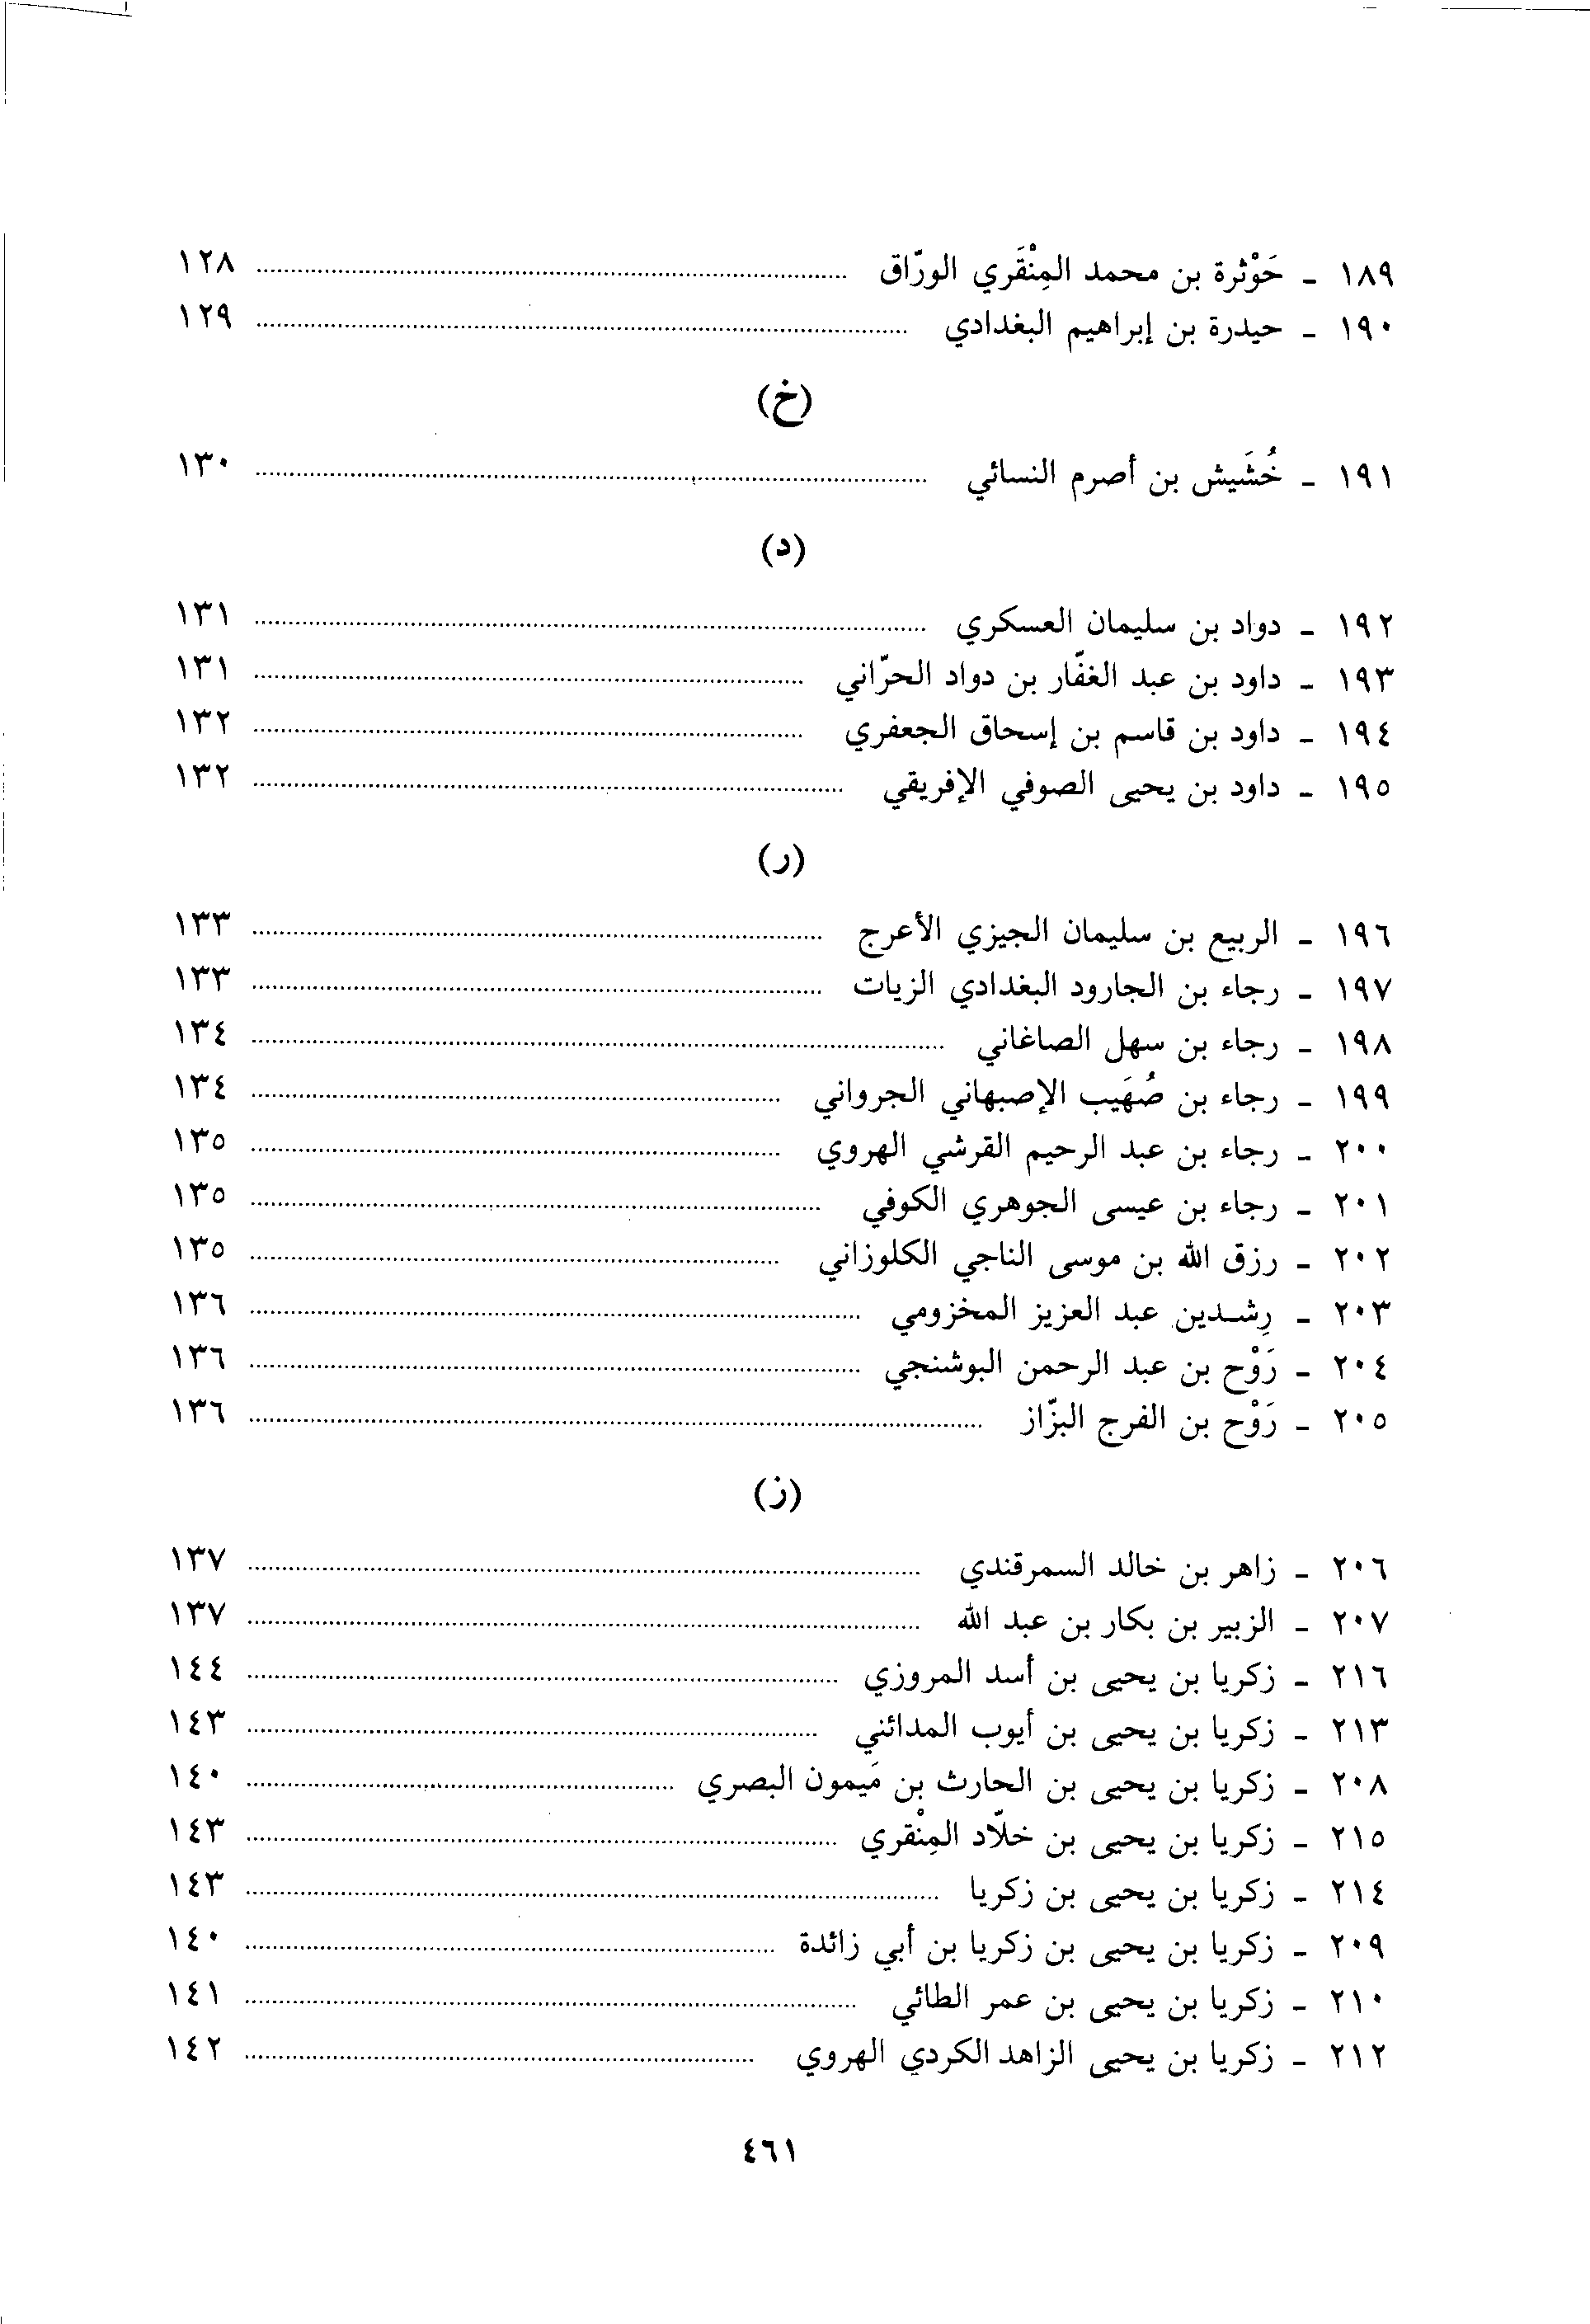 ١٨٩ - حَوْثرة بن محمد المِنْقَري الورّاق ........ ١٢٨
١٩٠ - حيدرة بن إبراهيم البغدادي ........ ١٢٩
(خ)
١٩١ - خُشَيش بن أصرم النسائي ........ ١٣٠
(د)
١٩٢ - دواد بن سليمان العسكري ........ ١٣١
١٩٣ - داود بن عبد الغفّار بن دواد الحرّاني ........ ١٣١
١٩٤ - داود بن قاسم بن إسحاق الجعفري ........ ١٣٢
١٩٥ - داود بن يحيى الصوفي الإفريقي ........ ١٣٢
(ر)
١٩٦ - الربيع بن سليمان الجيزي الأعرج ........ ١٣٣
١٩٧ - رجاء بن الجارود البغدادي الزيات ........ ١٣٣
١٩٨ - رجاء بن سهل الصاغاني ........ ١٣٤
١٩٩ - رجاء بن صُهَيب الإصبهاني الجرواني ........ ١٣٤
٢٠٠ - رجاء بن عبد الرحيم القرشي الهروي ........ ١٣٥
٢٠١ - رجاء بن عيسى الجوهري الكوفي ........ ١٣٥
٢٠٢ - رزق الله بن موسى الناجي الكلوزاني ........ ١٣٥
٢٠٣ - رِشـدين عبد العزيز المخزومي ........ ١٣٦
٢٠٤ - رَوْح بن عبد الرحمن البوشنجي ........ ١٣٦
٢٠٥ - رَوْح بن الفرج البزّاز ........ ١٣٦
(ز)
٢٠٦ - زاهر بن خالد السمرقندي ........ ١٣٧
٢٠٧ - الزبير بن بكار بن عبد الله ........ ١٣٧
٢١٦ - زكريا بن يحيى بن أسد المروزي ........ ١٤٤
٢١٣ - زكريا بن يحيى بن أيوب المدائني ........ ١٤٣
٢٠٨ - زكريا بن يحيى بن الحارث بن مَيمون البصري ........ ١٤٠
٢١٥ - زكريا بن يحيى بن خلّاد المِنْقري ........ ١٤٣
٢١٤ - زكريا بن يحيى بن زكريا ........ ١٤٣
٢٠٩ - زكريا بن يحيى بن زكريا بن أبي زائدة ........ ١٤٠
٢١٠ - زكريا بن يحيى بن عمر الطائي ........ ١٤١
٢١٢ - زكريا بن يحيى الزاهد الكردي الهروي ........ ١٤٢
٤٦١